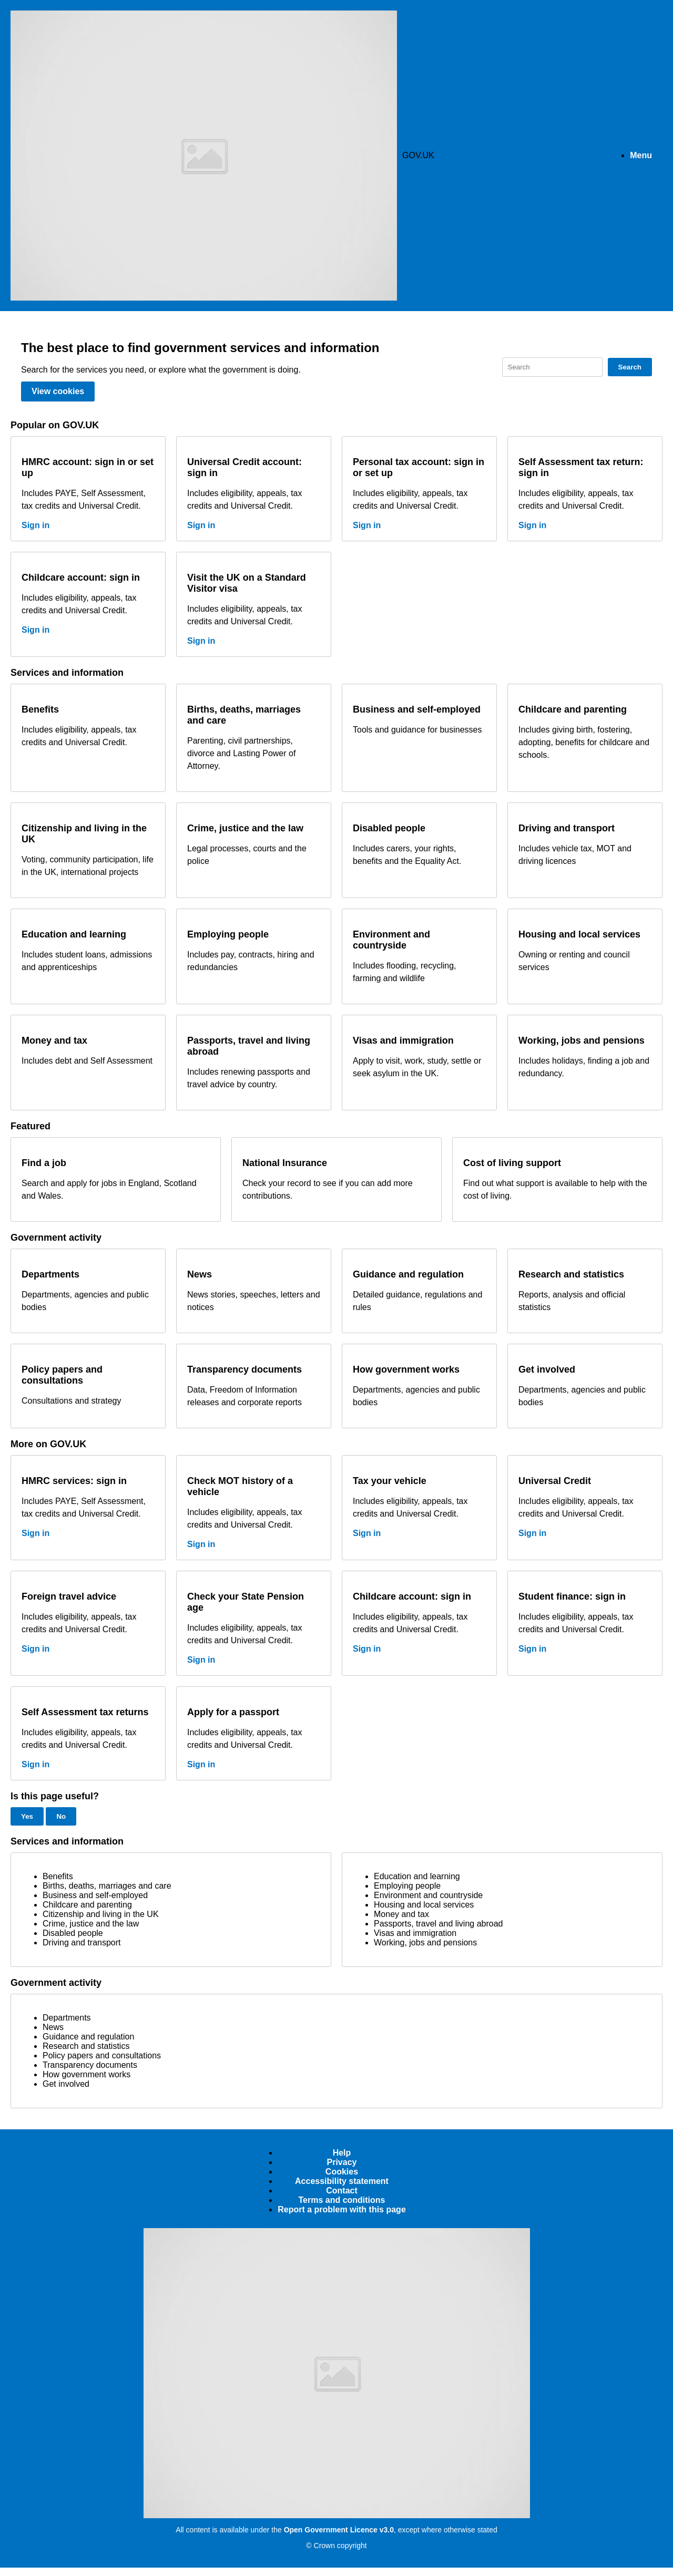 GOV.UK
Menu
The best place to find government services and information
Search for the services you need, or explore what the government is doing.
View cookies
Search
Search
Popular on GOV.UK
HMRC account: sign in or set
up
Includes PAYE, Self Assessment,
tax credits and Universal Credit.
Sign in
Universal Credit account:
sign in
Includes eligibility, appeals, tax
credits and Universal Credit.
Sign in
Personal tax account: sign in
or set up
Includes eligibility, appeals, tax
credits and Universal Credit.
Sign in
Self Assessment tax return:
sign in
Includes eligibility, appeals, tax
credits and Universal Credit.
Sign in
Childcare account: sign in
Includes eligibility, appeals, tax
credits and Universal Credit.
Sign in
Visit the UK on a Standard
Visitor visa
Includes eligibility, appeals, tax
credits and Universal Credit.
Sign in
Services and information
Benefits
Includes eligibility, appeals, tax
credits and Universal Credit.
Births, deaths, marriages
and care
Parenting, civil partnerships,
divorce and Lasting Power of
Attorney.
Business and self-employed
Tools and guidance for businesses
Childcare and parenting
Includes giving birth, fostering,
adopting, benefits for childcare and
schools.
Citizenship and living in the
UK
Voting, community participation, life
in the UK, international projects
Crime, justice and the law
Legal processes, courts and the
police
Disabled people
Includes carers, your rights,
benefits and the Equality Act.
Driving and transport
Includes vehicle tax, MOT and
driving licences
Education and learning
Includes student loans, admissions
and apprenticeships
Employing people
Includes pay, contracts, hiring and
redundancies
Environment and
countryside
Includes flooding, recycling,
farming and wildlife
Housing and local services
Owning or renting and council
services
Money and tax
Includes debt and Self Assessment
Passports, travel and living
abroad
Includes renewing passports and
travel advice by country.
Visas and immigration
Apply to visit, work, study, settle or
seek asylum in the UK.
Working, jobs and pensions
Includes holidays, finding a job and
redundancy.
Featured
Find a job
Search and apply for jobs in England, Scotland
and Wales.
National Insurance
Check your record to see if you can add more
contributions.
Cost of living support
Find out what support is available to help with the
cost of living.
Government activity
Departments
Departments, agencies and public
bodies
News
News stories, speeches, letters and
notices
Guidance and regulation
Detailed guidance, regulations and
rules
Research and statistics
Reports, analysis and official
statistics
Policy papers and
consultations
Consultations and strategy
Transparency documents
Data, Freedom of Information
releases and corporate reports
How government works
Departments, agencies and public
bodies
Get involved
Departments, agencies and public
bodies
More on GOV.UK
HMRC services: sign in
Includes PAYE, Self Assessment,
tax credits and Universal Credit.
Sign in
Check MOT history of a
vehicle
Includes eligibility, appeals, tax
credits and Universal Credit.
Sign in
Tax your vehicle
Includes eligibility, appeals, tax
credits and Universal Credit.
Sign in
Universal Credit
Includes eligibility, appeals, tax
credits and Universal Credit.
Sign in
Foreign travel advice
Includes eligibility, appeals, tax
credits and Universal Credit.
Sign in
Check your State Pension
age
Includes eligibility, appeals, tax
credits and Universal Credit.
Sign in
Childcare account: sign in
Includes eligibility, appeals, tax
credits and Universal Credit.
Sign in
Student finance: sign in
Includes eligibility, appeals, tax
credits and Universal Credit.
Sign in
Self Assessment tax returns
Includes eligibility, appeals, tax
credits and Universal Credit.
Sign in
Apply for a passport
Includes eligibility, appeals, tax
credits and Universal Credit.
Sign in
Is this page useful?
Yes
No
Services and information
Benefits
Births, deaths, marriages and care
Business and self-employed
Childcare and parenting
Citizenship and living in the UK
Crime, justice and the law
Disabled people
Driving and transport
Education and learning
Employing people
Environment and countryside
Housing and local services
Money and tax
Passports, travel and living abroad
Visas and immigration
Working, jobs and pensions
Government activity
Departments
News
Guidance and regulation
Research and statistics
Policy papers and consultations
Transparency documents
How government works
Get involved
Help
Privacy
Cookies
Accessibility statement
Contact
Terms and conditions
Report a problem with this page
All content is available under the Open Government Licence v3.0, except where otherwise stated
© Crown copyright